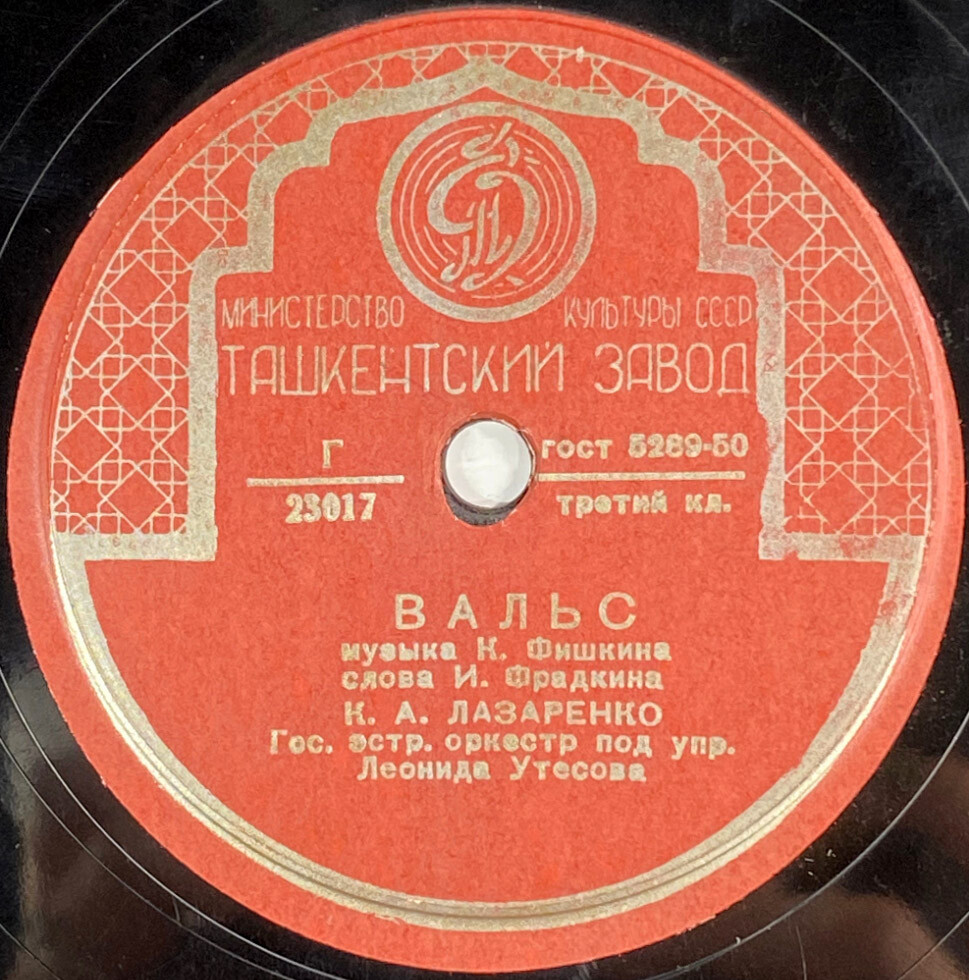 МИНИСТЕРСТВО КУЛЬТУРЫ СССР
ТАШКЕНТСКИЙ ЗАВОД
Г
23017
гост 5289-50
третий кл.
ВАЛЬС
музыка К. Фишкина
слова И. Фрадкина
К. А. ЛАЗАРЕНКО
Гос. эстр. оркестр под упр.
Леонида Утесова